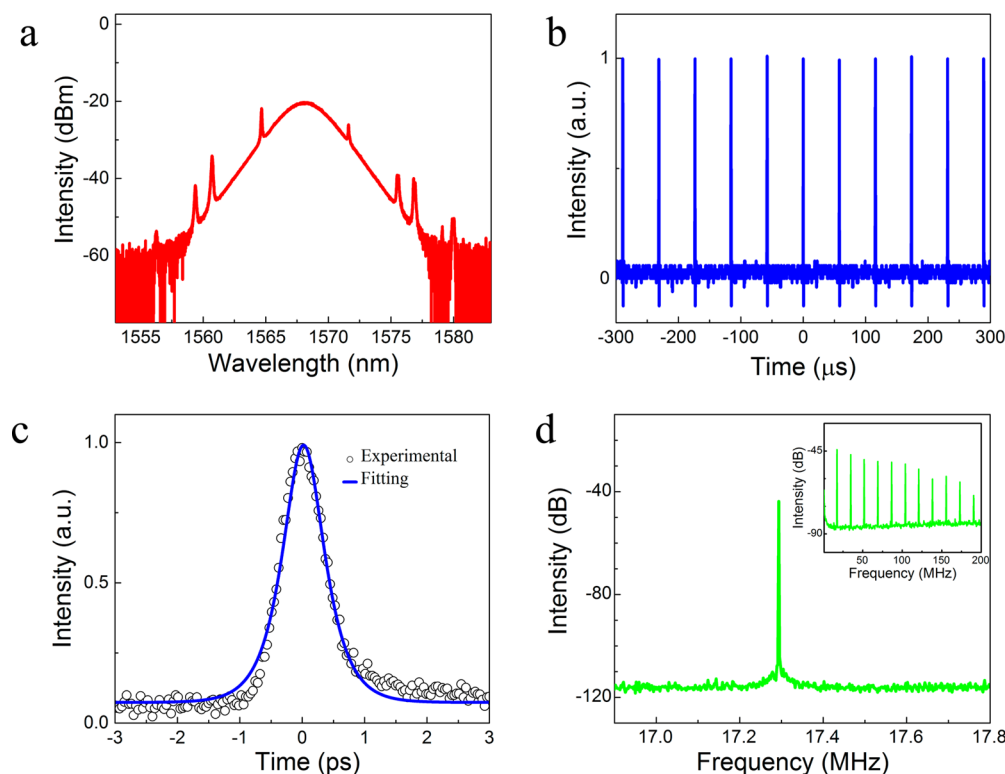 a
0
-20
-40
-60
Intensity (dBm)
1555 1560 1565 1570 1575 1580
Wavelength (nm)
b
1
0
Intensity (a.u.)
-300 -200 -100 0 100 200 300
Time (μs)
c
1.0
0.5
0.0
Intensity (a.u.)
Experimental
Fitting
-3 -2 -1 0 1 2 3
Time (ps)
d
-40
-80
-120
Intensity (dB)
17.0 17.2 17.4 17.6 17.8
Frequency (MHz)
-45
-90
Intensity (dB)
50 100 150 200
Frequency (MHz)